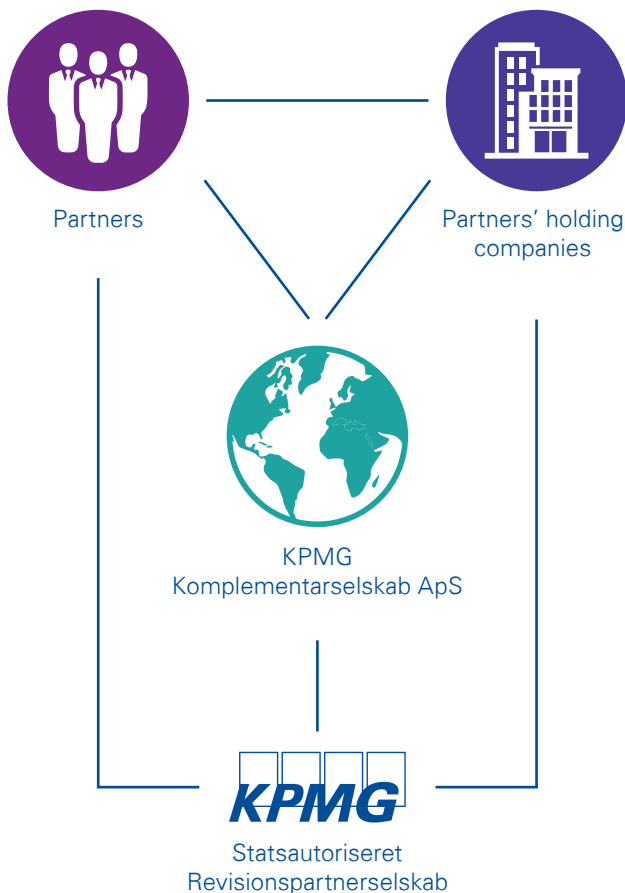 Partners
Partners’ holding
companies
KPMG
Komplementarselskab ApS
KPMG
Statsautoriseret
Revisionspartnerselskab